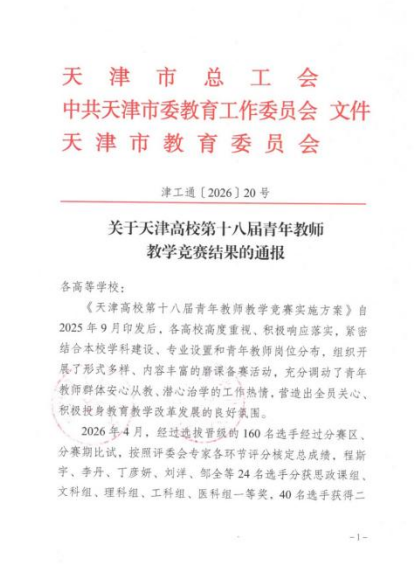 天津市总工会
中共天津市委教育工作委员会 文件
天津市教育委员会
津工通〔2026〕20号
关于天津高校第十八届青年教师
教学竞赛结果的通报
各高等学校：
《天津高校第十八届青年教师教学竞赛实施方案》自
2025年9月印发后，各高校高度重视、积极响应落实，紧密
结合本校学科建设、专业设置和青年教师岗位分布，组织开
展了形式多样、内容丰富的磨课备赛活动，充分调动了青年
教师群体安心从教、潜心治学的工作热情，营造出全员关心、
积极投身教育教学改革发展的良好氛围。
2026年4月，经过选拔晋级的160名选手经过分赛区、
分赛期比试，按照评委会专家各环节评分核定总成绩，程斯
宇、李丹、丁彦妍、刘洋、邹全等24名选手分获思政课组、
文科组、理科组、工科组、医科组一等奖，40名选手获得二
-1-